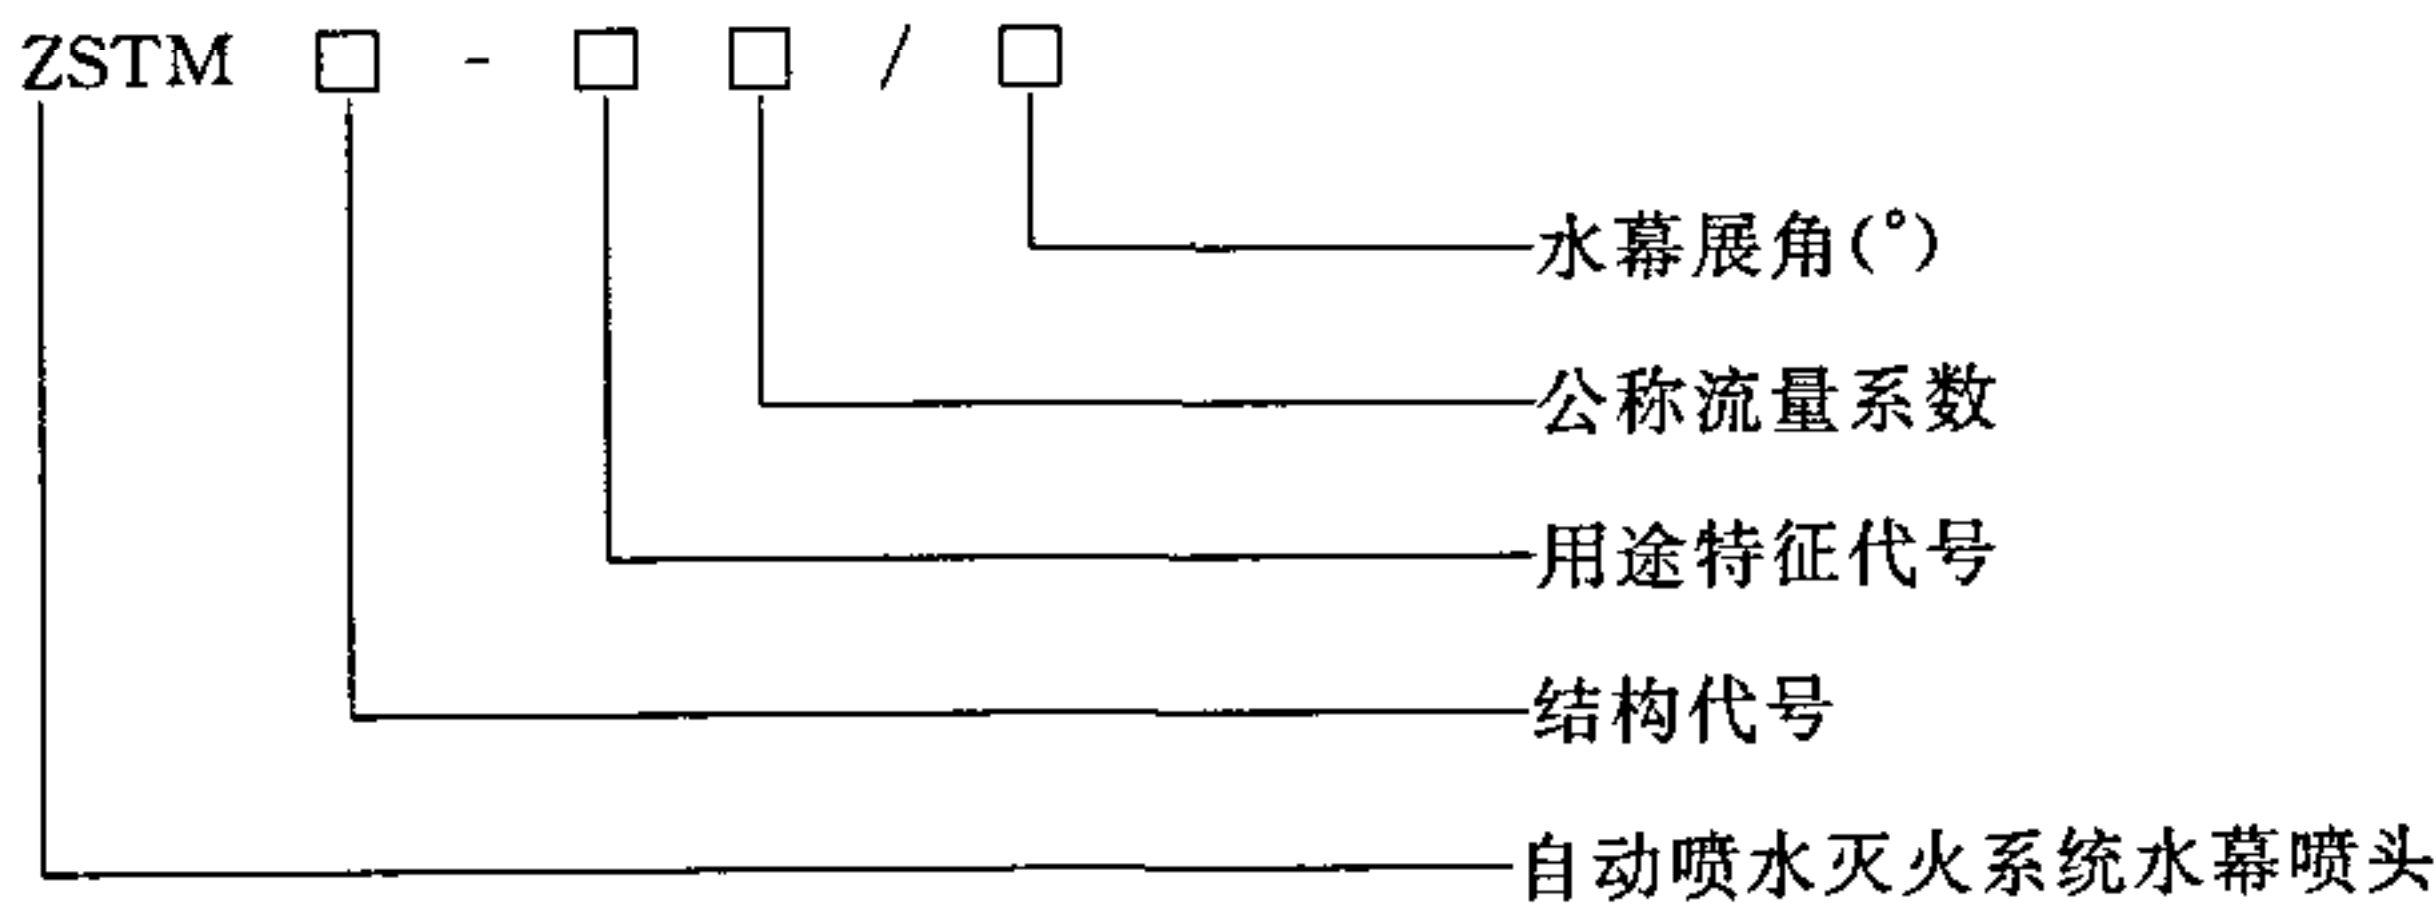 ZSTM □ - □ □ / □
水幕展角(°)
公称流量系数
用途特征代号
结构代号
自动喷水灭火系统水幕喷头